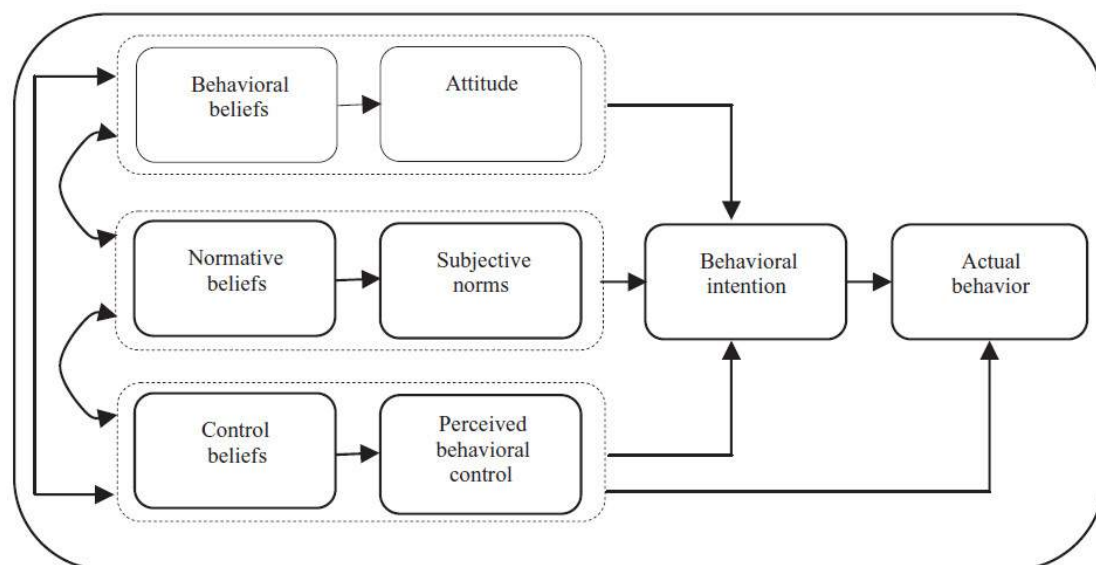 Behavioral
beliefs
Attitude
Normative
beliefs
Subjective
norms
Behavioral
intention
Actual
behavior
Control
beliefs
Perceived
behavioral
control